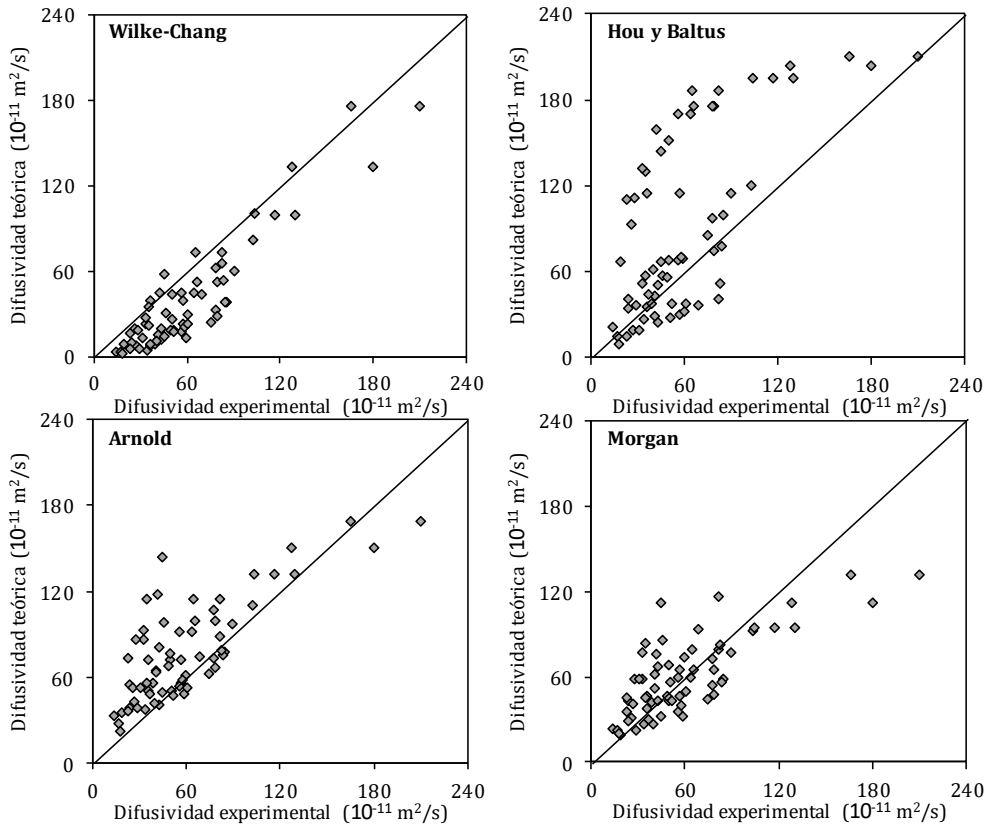 Wilke-Chang
Difusividad teórica (10⁻¹¹ m²/s)
240
180
120
60
0
0 60 120 180 240
Difusividad experimental (10⁻¹¹ m²/s)
Hou y Baltus
Difusividad teórica (10⁻¹¹ m²/s)
240
180
120
60
0
0 60 120 180 240
Difusividad experimental (10⁻¹¹ m²/s)
Arnold
Difusividad teórica (10⁻¹¹ m²/s)
240
180
120
60
0
0 60 120 180 240
Difusividad experimental (10⁻¹¹ m²/s)
Morgan
Difusividad teórica (10⁻¹¹ m²/s)
240
180
120
60
0
0 60 120 180 240
Difusividad experimental (10⁻¹¹ m²/s)